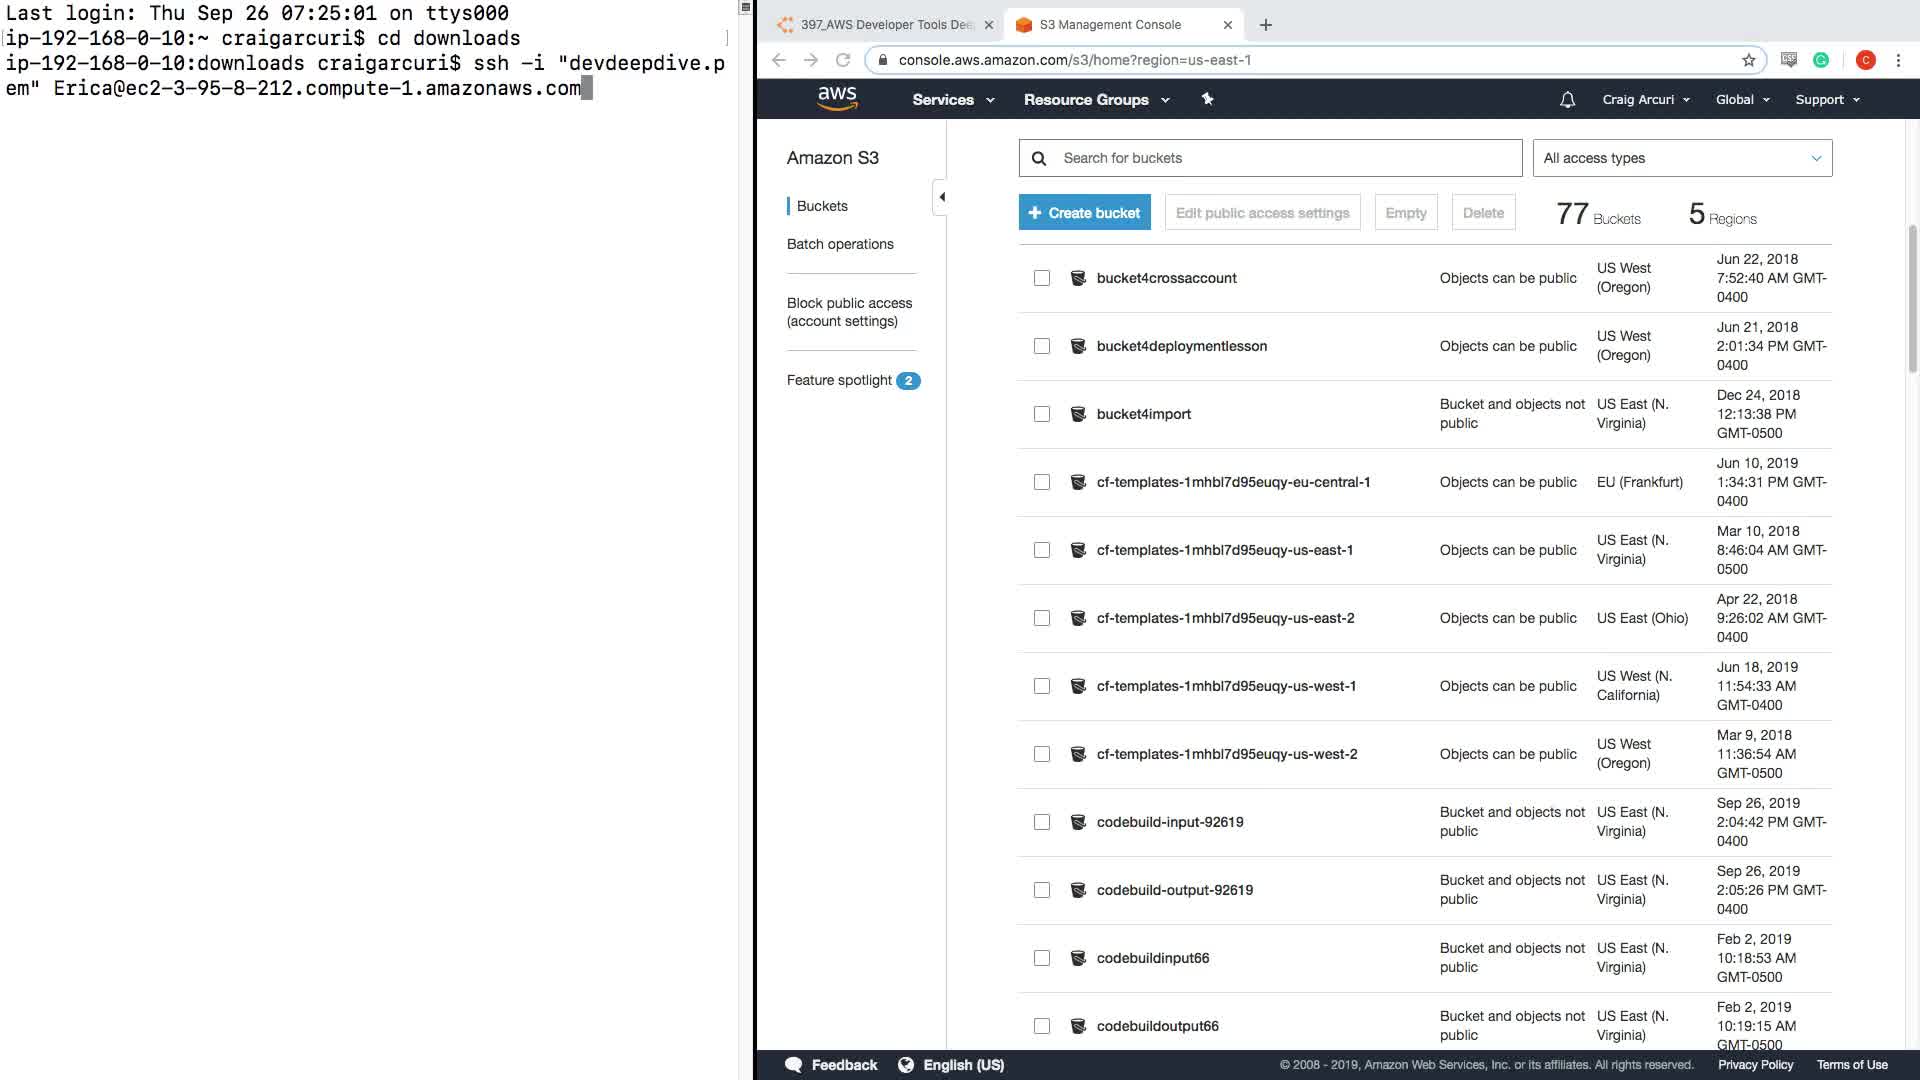 Last login: Thu Sep 26 07:25:01 on ttys000
ip-192-168-0-10:~ craigarcuri$ cd downloads
ip-192-168-0-10:downloads craigarcuri$ ssh -i "devdeepdive.p
em" Erica@ec2-3-95-8-212.compute-1.amazonaws.com
397_AWS Developer Tools Dee
S3 Management Console
console.aws.amazon.com/s3/home?region=us-east-1
C
aws
Services
Resource Groups
Craig Arcuri
Global
Support
Amazon S3
Buckets
Batch operations
Block public access
(account settings)
Feature spotlight 2
Search for buckets
All access types
+ Create bucket
Edit public access settings
Empty
Delete
77 Buckets
5 Regions
bucket4crossaccount
Objects can be public
US West
(Oregon)
Jun 22, 2018
7:52:40 AM GMT-
0400
bucket4deploymentlesson
Objects can be public
US West
(Oregon)
Jun 21, 2018
2:01:34 PM GMT-
0400
bucket4import
Bucket and objects not
public
US East (N.
Virginia)
Dec 24, 2018
12:13:38 PM
GMT-0500
cf-templates-1mhbl7d95euqy-eu-central-1
Objects can be public
EU (Frankfurt)
Jun 10, 2019
1:34:31 PM GMT-
0400
cf-templates-1mhbl7d95euqy-us-east-1
Objects can be public
US East (N.
Virginia)
Mar 10, 2018
8:46:04 AM GMT-
0500
cf-templates-1mhbl7d95euqy-us-east-2
Objects can be public
US East (Ohio)
Apr 22, 2018
9:26:02 AM GMT-
0400
cf-templates-1mhbl7d95euqy-us-west-1
Objects can be public
US West (N.
California)
Jun 18, 2019
11:54:33 AM
GMT-0400
cf-templates-1mhbl7d95euqy-us-west-2
Objects can be public
US West
(Oregon)
Mar 9, 2018
11:36:54 AM
GMT-0500
codebuild-input-92619
Bucket and objects not
public
US East (N.
Virginia)
Sep 26, 2019
2:04:42 PM GMT-
0400
codebuild-output-92619
Bucket and objects not
public
US East (N.
Virginia)
Sep 26, 2019
2:05:26 PM GMT-
0400
codebuildinput66
Bucket and objects not
public
US East (N.
Virginia)
Feb 2, 2019
10:18:53 AM
GMT-0500
codebuildoutput66
Bucket and objects not
public
US East (N.
Virginia)
Feb 2, 2019
10:19:15 AM
GMT-0500
Feedback
English (US)
© 2008 - 2019, Amazon Web Services, Inc. or its affiliates. All rights reserved.
Privacy Policy
Terms of Use